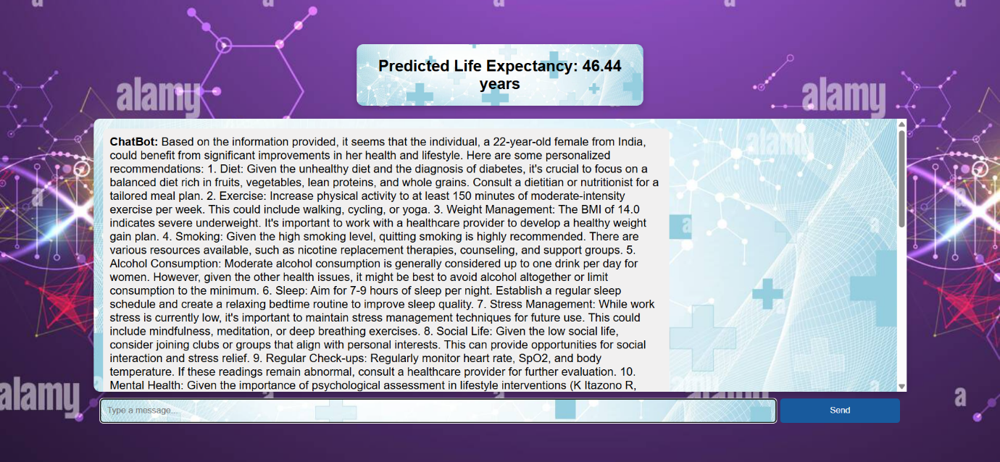 Predicted Life Expectancy: 46.44
years
alamy
alamy
alamy
ChatBot: Based on the information provided, it seems that the individual, a 22-year-old female from India,
could benefit from significant improvements in her health and lifestyle. Here are some personalized
recommendations: 1. Diet: Given the unhealthy diet and the diagnosis of diabetes, it's crucial to focus on a
balanced diet rich in fruits, vegetables, lean proteins, and whole grains. Consult a dietitian or nutritionist for a
tailored meal plan. 2. Exercise: Increase physical activity to at least 150 minutes of moderate-intensity
exercise per week. This could include walking, cycling, or yoga. 3. Weight Management: The BMI of 14.0
indicates severe underweight. It's important to work with a healthcare provider to develop a healthy weight
gain plan. 4. Smoking: Given the high smoking level, quitting smoking is highly recommended. There are
various resources available, such as nicotine replacement therapies, counseling, and support groups. 5.
Alcohol Consumption: Moderate alcohol consumption is generally considered up to one drink per day for
women. However, given the other health issues, it might be best to avoid alcohol altogether or limit
consumption to the minimum. 6. Sleep: Aim for 7-9 hours of sleep per night. Establish a regular sleep
schedule and create a relaxing bedtime routine to improve sleep quality. 7. Stress Management: While work
stress is currently low, it's important to maintain stress management techniques for future use. This could
include mindfulness, meditation, or deep breathing exercises. 8. Social Life: Given the low social life,
consider joining clubs or groups that align with personal interests. This can provide opportunities for social
interaction and stress relief. 9. Regular Check-ups: Regularly monitor heart rate, SpO2, and body
temperature. If these readings remain abnormal, consult a healthcare provider for further evaluation. 10.
Mental Health: Given the importance of psychological assessment in lifestyle interventions (K Itazono R,
a
a
a
a
alamy
Type a message...
Send